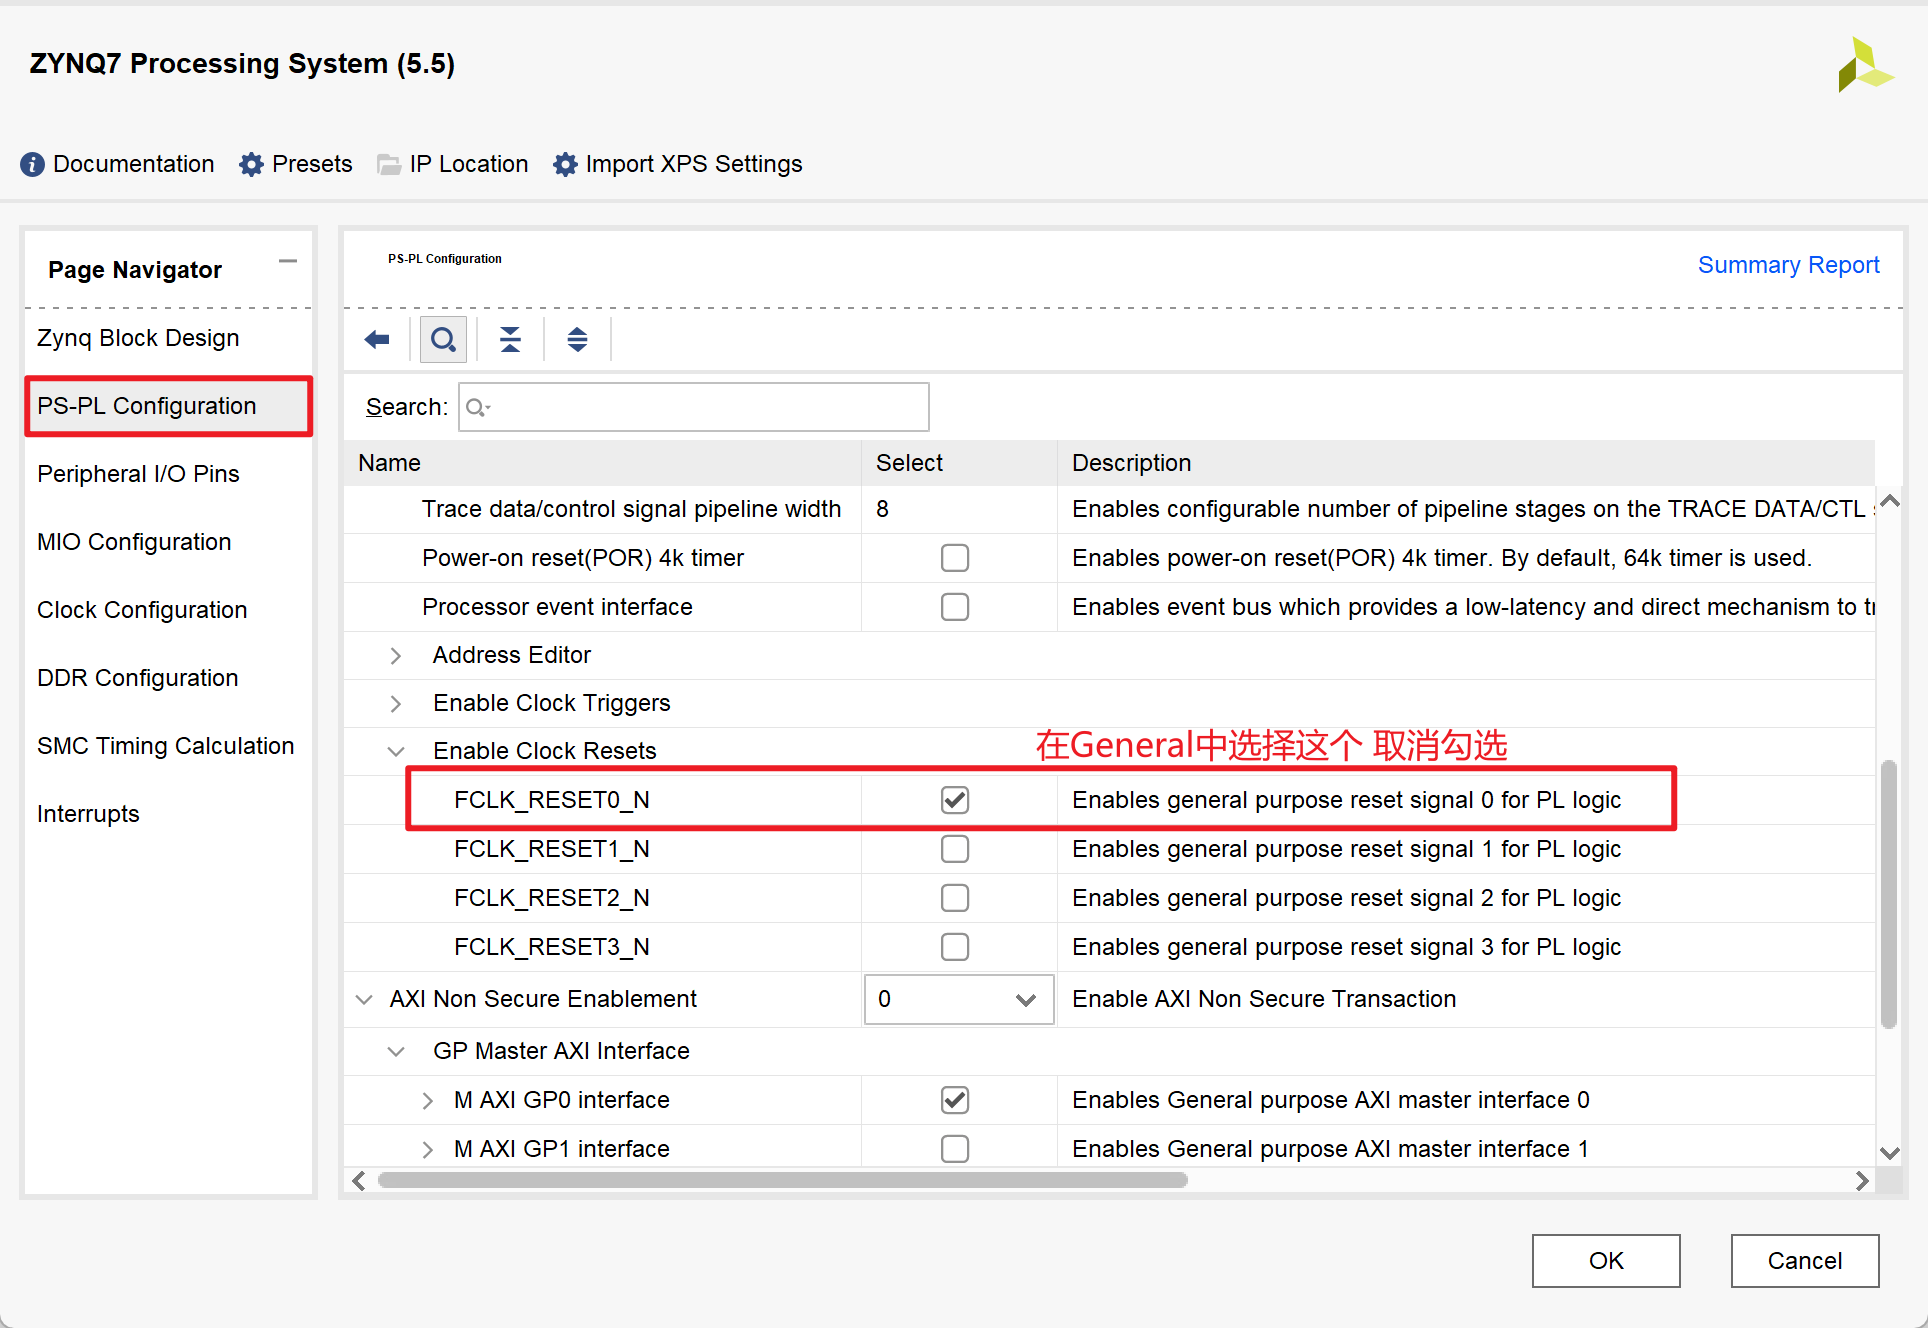 ZYNQ7 Processing System (5.5)
Documentation Presets IP Location Import XPS Settings
Page Navigator
Zynq Block Design
PS-PL Configuration
Peripheral I/O Pins
MIO Configuration
Clock Configuration
DDR Configuration
SMC Timing Calculation
Interrupts
PS-PL Configuration
Summary Report
Search:
Name Select Description
Trace data/control signal pipeline width 8 Enables configurable number of pipeline stages on the TRACE DATA/CTL
Power-on reset(POR) 4k timer Enables power-on reset(POR) 4k timer. By default, 64k timer is used.
Processor event interface Enables event bus which provides a low-latency and direct mechanism to
Address Editor
Enable Clock Triggers
Enable Clock Resets
在General中选择这个 取消勾选
FCLK_RESET0_N Enables general purpose reset signal 0 for PL logic
FCLK_RESET1_N Enables general purpose reset signal 1 for PL logic
FCLK_RESET2_N Enables general purpose reset signal 2 for PL logic
FCLK_RESET3_N Enables general purpose reset signal 3 for PL logic
AXI Non Secure Enablement 0 Enable AXI Non Secure Transaction
GP Master AXI Interface
M AXI GP0 interface Enables General purpose AXI master interface 0
M AXI GP1 interface Enables General purpose AXI master interface 1
OK Cancel